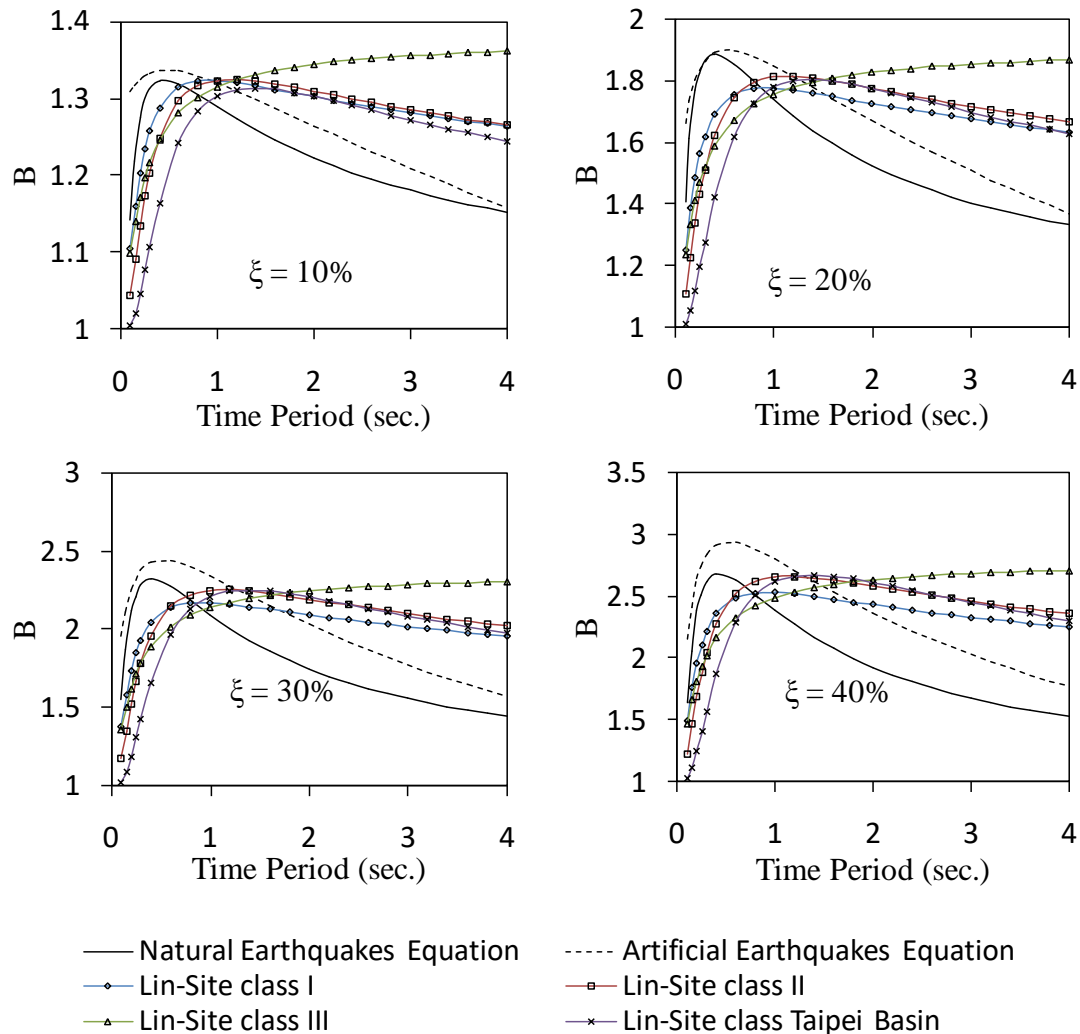 1.4
1.3
1.2
1.1
1
B
ξ = 10%
0 1 2 3 4
Time Period (sec.)
2
1.8
1.6
1.4
1.2
1
B
ξ = 20%
0 1 2 3 4
Time Period (sec.)
3
2.5
2
1.5
1
B
ξ = 30%
0 1 2 3 4
Time Period (sec.)
3.5
3
2.5
2
1.5
1
B
ξ = 40%
0 1 2 3 4
Time Period (sec.)
Natural Earthquakes Equation
Artificial Earthquakes Equation
Lin-Site class I
Lin-Site class II
Lin-Site class III
Lin-Site class Taipei Basin